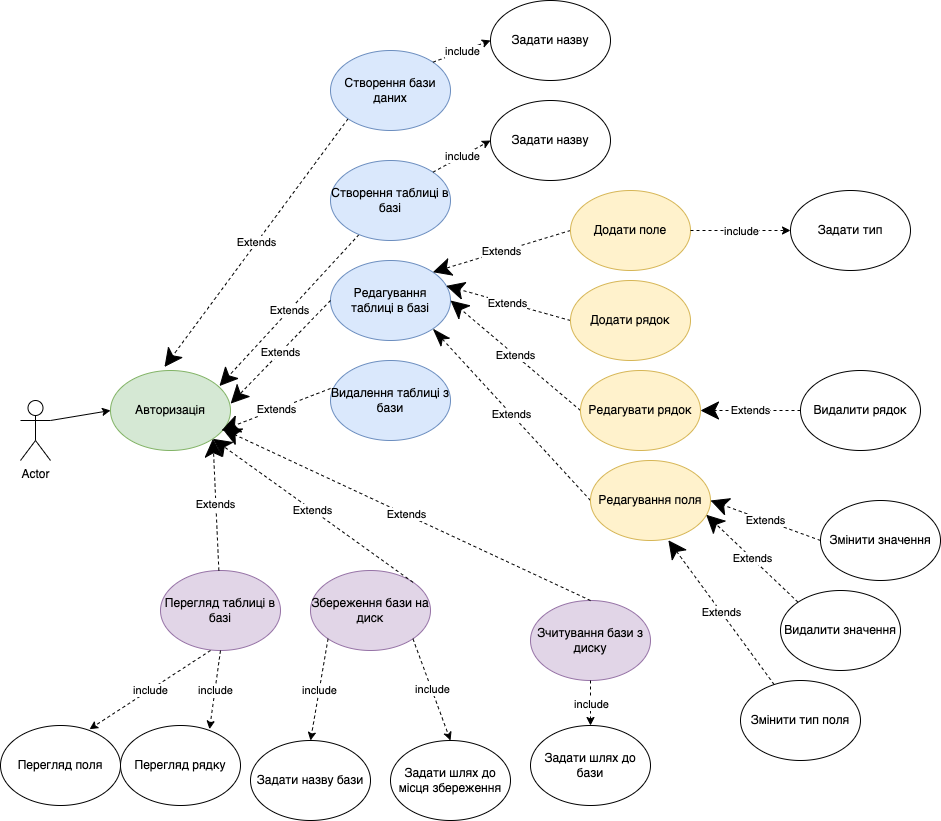 Задати назву
include
Створення бази
даних
Задати назву
include
Створення таблиці в
базі
Додати поле
include
Задати тип
Extends
Extends
Редагування
таблиці в базі
Extends
Extends
Додати рядок
Extends
Extends
Видалення таблиці з
бази
Extends
Авторизація
Extends
Редагувати рядок
Extends
Видалити рядок
Actor
Extends
Редагування поля
Extends
Extends
Extends
Extends
Змінити значення
Extends
Перегляд таблиці в
базі
Збереження бази на
диск
Зчитування бази з
диску
Extends
Видалити значення
include
include
include
include
include
Змінити тип поля
Перегляд поля
Перегляд рядку
Задати назву бази
Задати шлях до
місця збереження
Задати шлях до
бази